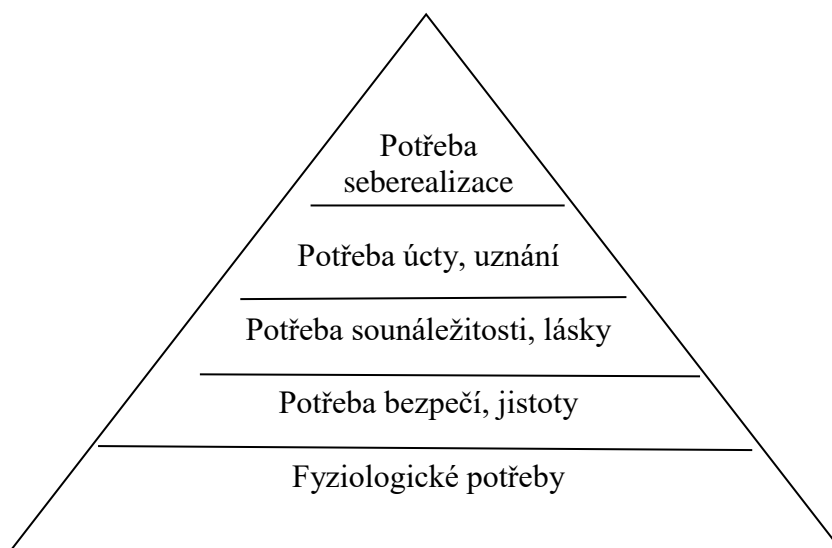 Potřeba
seberealizace
Potřeba úcty, uznání
Potřeba sounáležitosti, lásky
Potřeba bezpečí, jistoty
Fyziologické potřeby